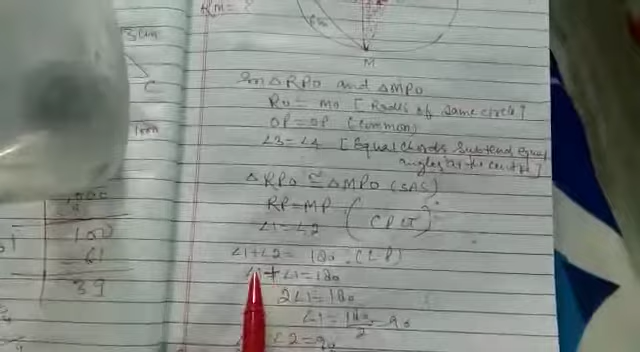 Rm = ?
M
3cm
C
In △RPO and △MPO
RO = MO [Radii of same circle]
OP = OP (common)
∠3 = ∠4 [Equal chords subtend equal
angles at the centre]
△RPO ≅ △MPO (SAS)
RP = MP (CPCT)
∠1 = ∠2
∠1+∠2 = 180 (LP)
∠1+∠1 = 180
2∠1 = 180
∠1 = 180/2 = 90
∠2 = 90
100
61
39